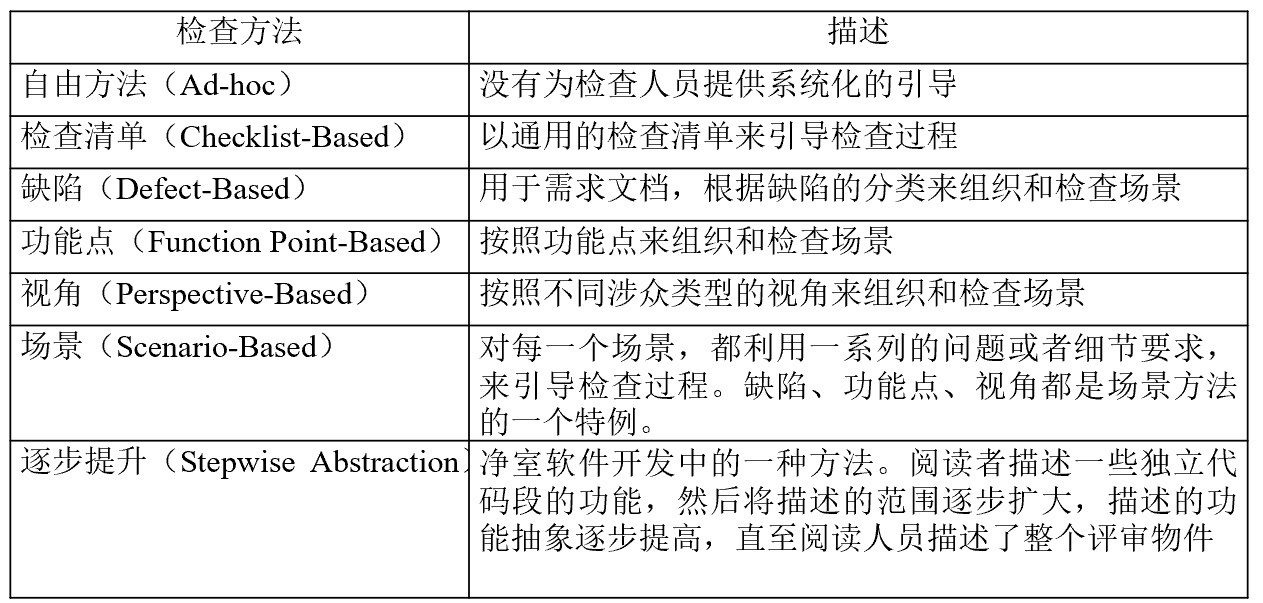 检查方法 描述
自由方法（Ad-hoc） 没有为检查人员提供系统化的引导
检查清单（Checklist-Based） 以通用的检查清单来引导检查过程
缺陷（Defect-Based） 用于需求文档，根据缺陷的分类来组织和检查场景
功能点（Function Point-Based） 按照功能点来组织和检查场景
视角（Perspective-Based） 按照不同涉众类型的视角来组织和检查场景
场景（Scenario-Based） 对每一个场景，都利用一系列的问题或者细节要求，
来引导检查过程。缺陷、功能点、视角都是场景方法
的一个特例。
逐步提升（Stepwise Abstraction） 净室软件开发中的一种方法。阅读者描述一些独立代
码段的功能，然后将描述的范围逐步扩大，描述的功
能抽象逐步提高，直至阅读人员描述了整个评审物件